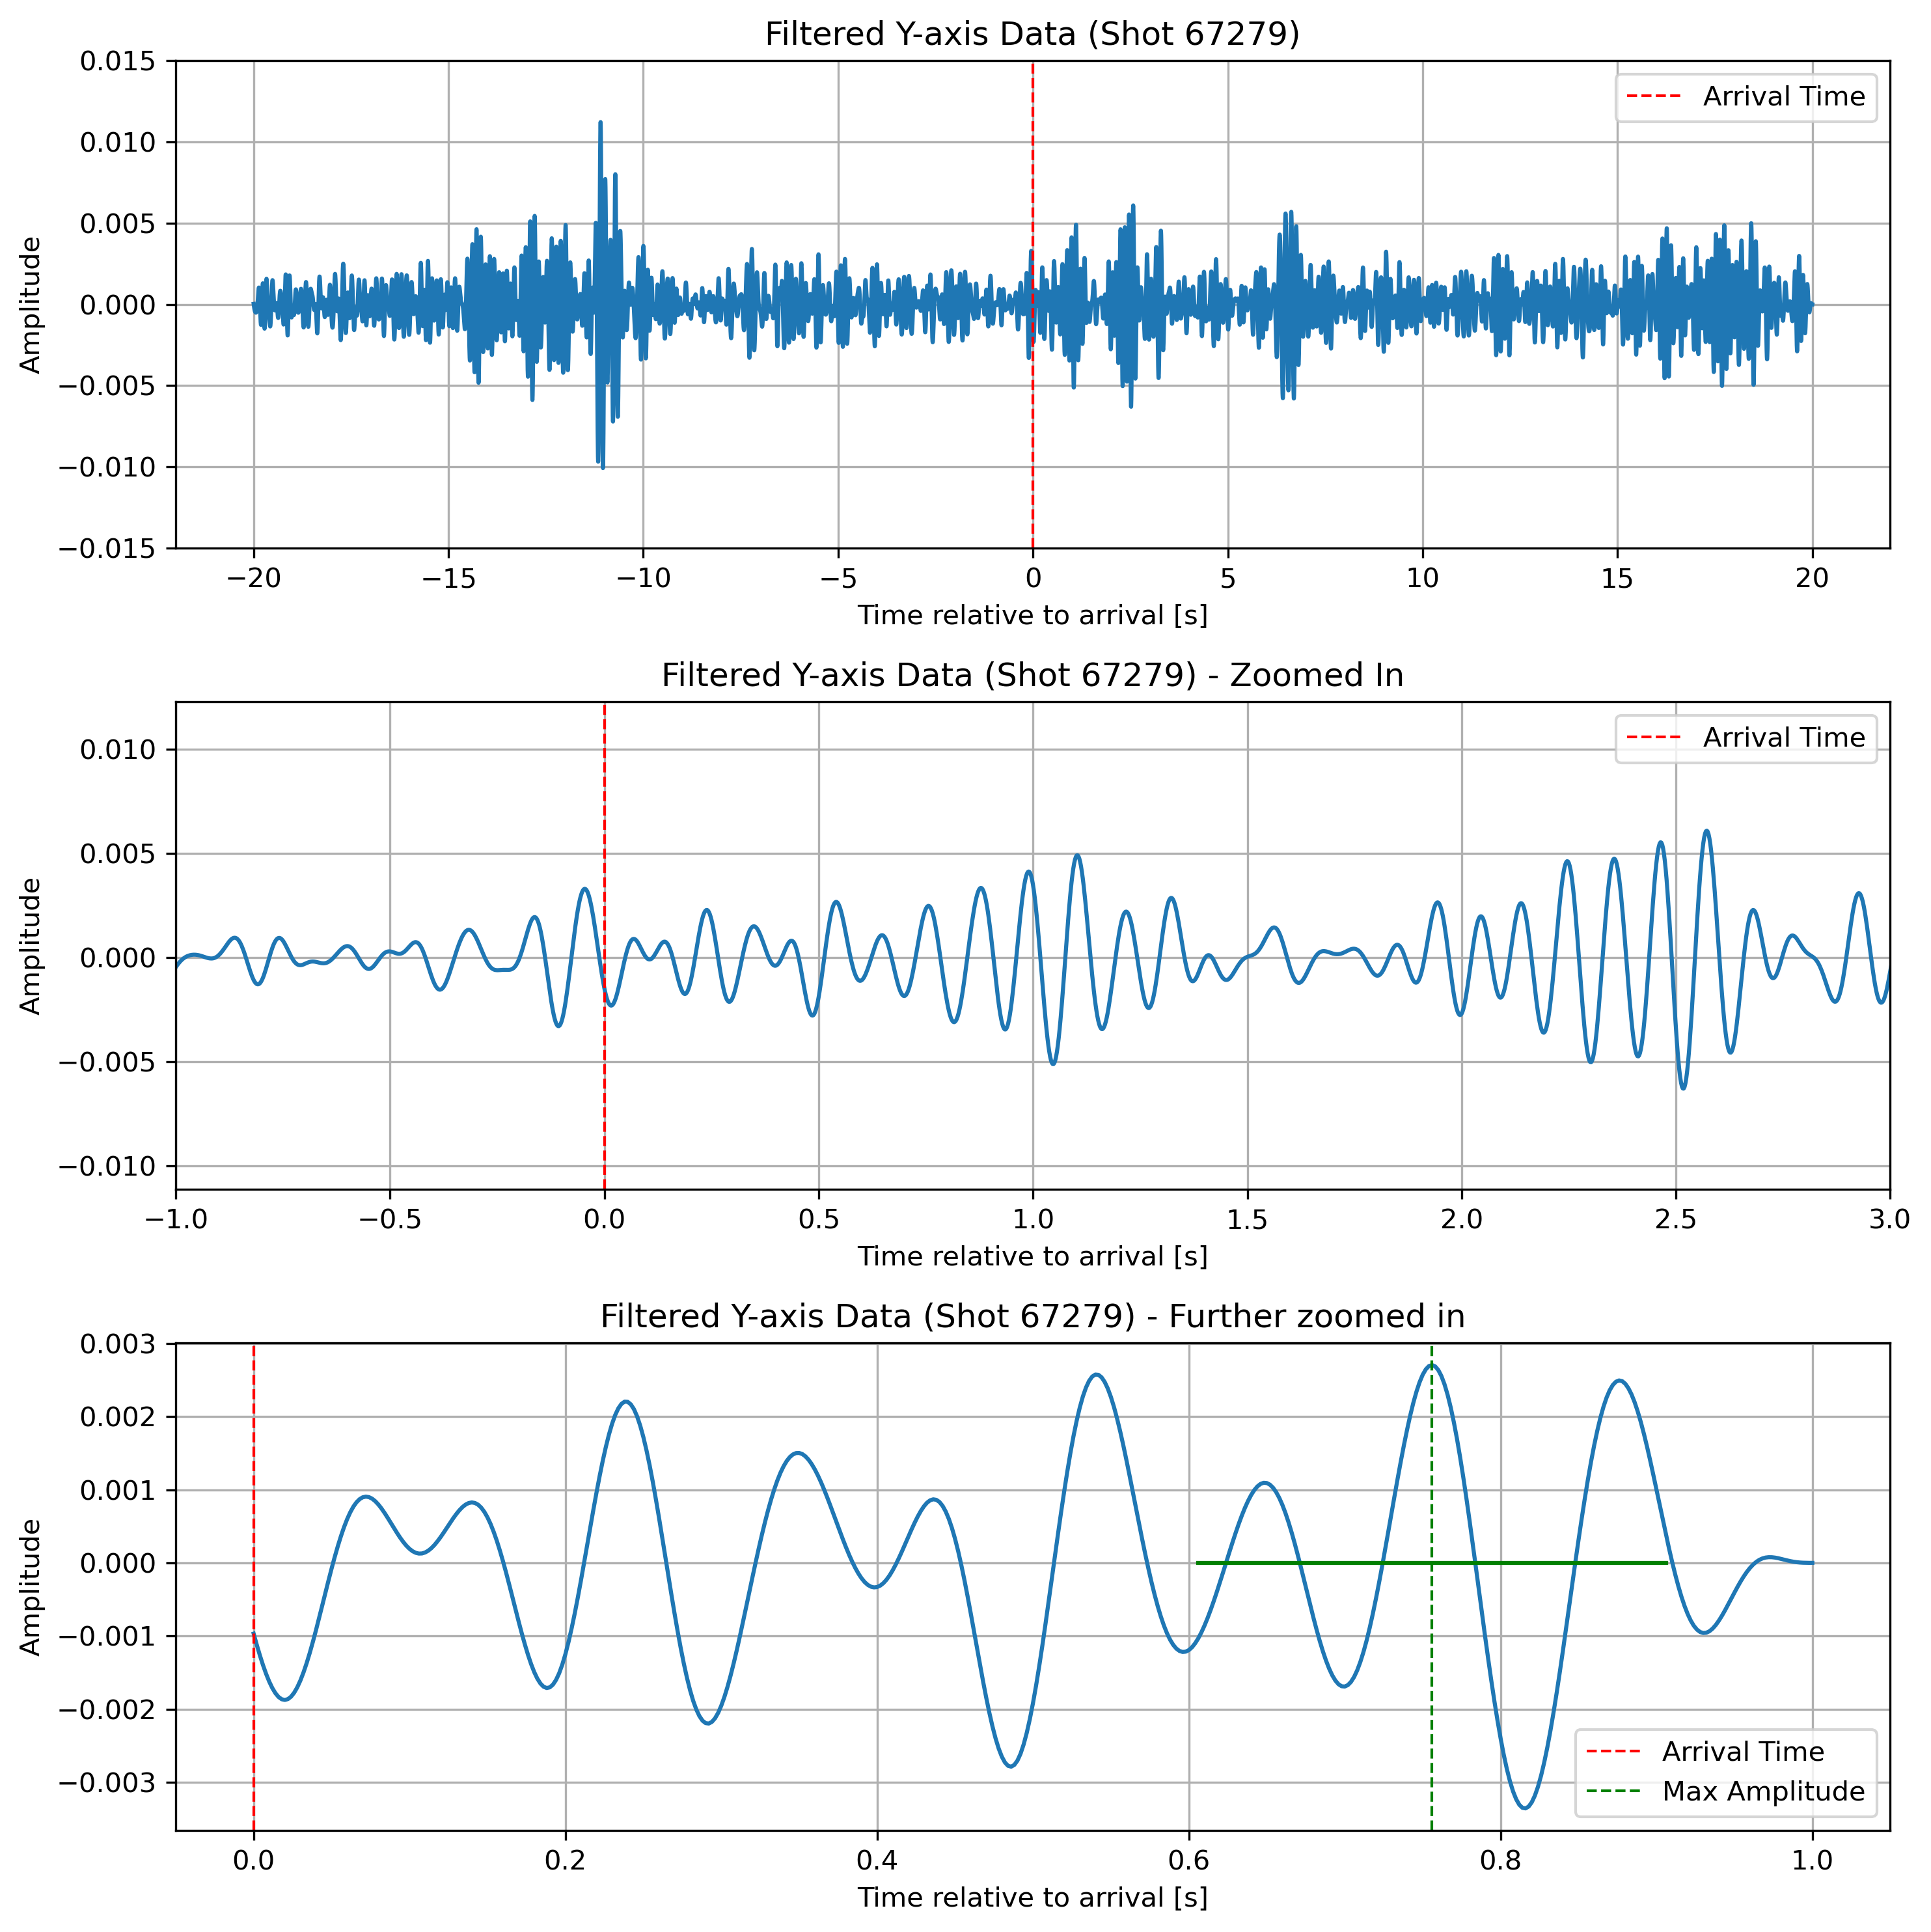 Filtered Y-axis Data (Shot 67279)
0.015
0.010
0.005
0.000
−0.005
−0.010
−0.015
Amplitude
Arrival Time
−20 −15 −10 −5 0 5 10 15 20
Time relative to arrival [s]
Filtered Y-axis Data (Shot 67279) - Zoomed In
0.010
0.005
0.000
−0.005
−0.010
Amplitude
Arrival Time
−1.0 −0.5 0.0 0.5 1.0 1.5 2.0 2.5 3.0
Time relative to arrival [s]
Filtered Y-axis Data (Shot 67279) - Further zoomed in
0.003
0.002
0.001
0.000
−0.001
−0.002
−0.003
Amplitude
Arrival Time
Max Amplitude
0.0 0.2 0.4 0.6 0.8 1.0
Time relative to arrival [s]